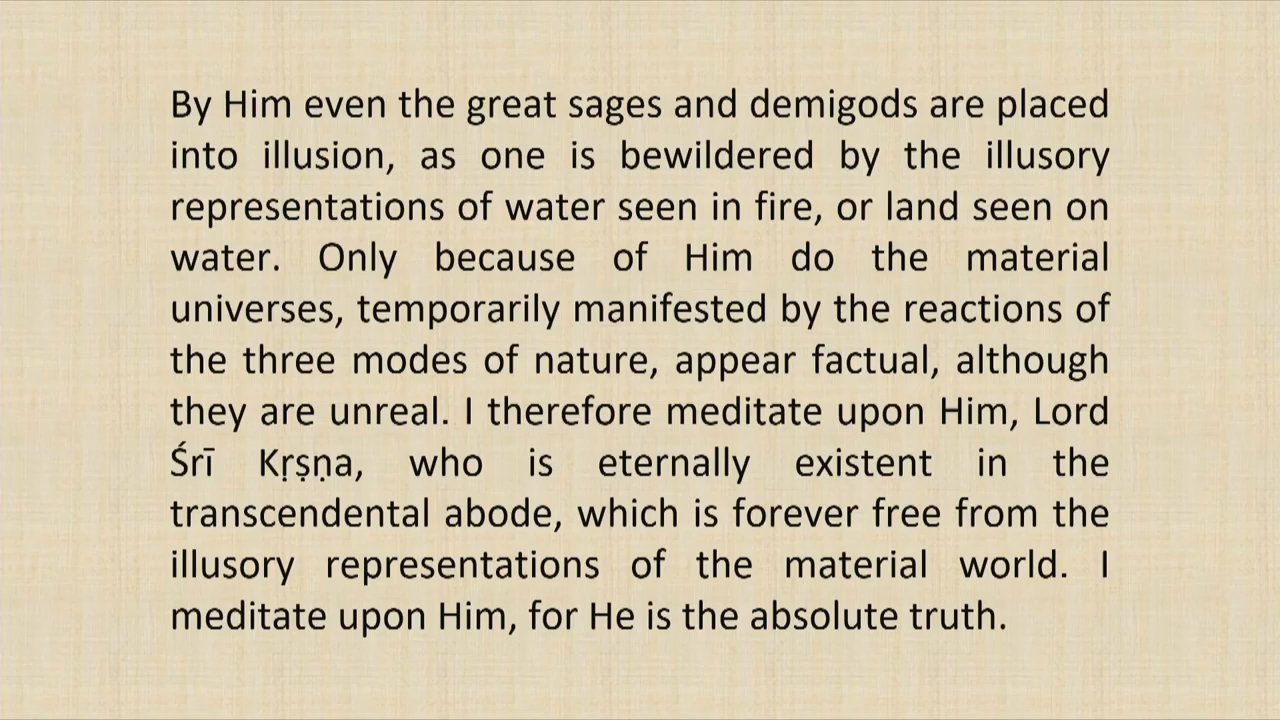 By Him even the great sages and demigods are placed
into illusion, as one is bewildered by the illusory
representations of water seen in fire, or land seen on
water. Only because of Him do the material
universes, temporarily manifested by the reactions of
the three modes of nature, appear factual, although
they are unreal. I therefore meditate upon Him, Lord
Śrī Kṛṣṇa, who is eternally existent in the
transcendental abode, which is forever free from the
illusory representations of the material world. I
meditate upon Him, for He is the absolute truth.